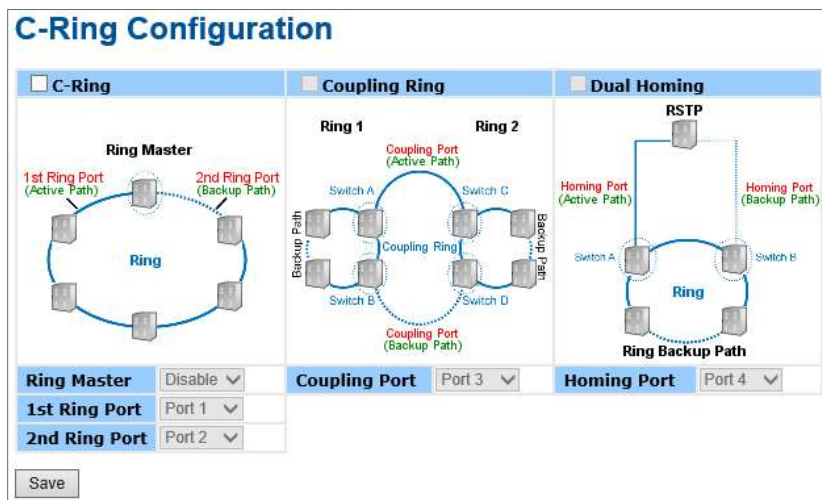 C-Ring Configuration
C-Ring
Coupling Ring
Dual Homing
Ring Master
1st Ring Port
(Active Path)
2nd Ring Port
(Backup Path)
Ring
Ring 1
Ring 2
Coupling Port
(Active Path)
Switch A
Switch C
Backup Path
Coupling Ring
Backup Path
Switch B
Switch D
Coupling Port
(Backup Path)
RSTP
Homing Port
(Active Path)
Homing Port
(Backup Path)
Switch A
Switch B
Ring
Ring Backup Path
Ring Master Disable
1st Ring Port Port 1
2nd Ring Port Port 2
Coupling Port Port 3
Homing Port Port 4
Save